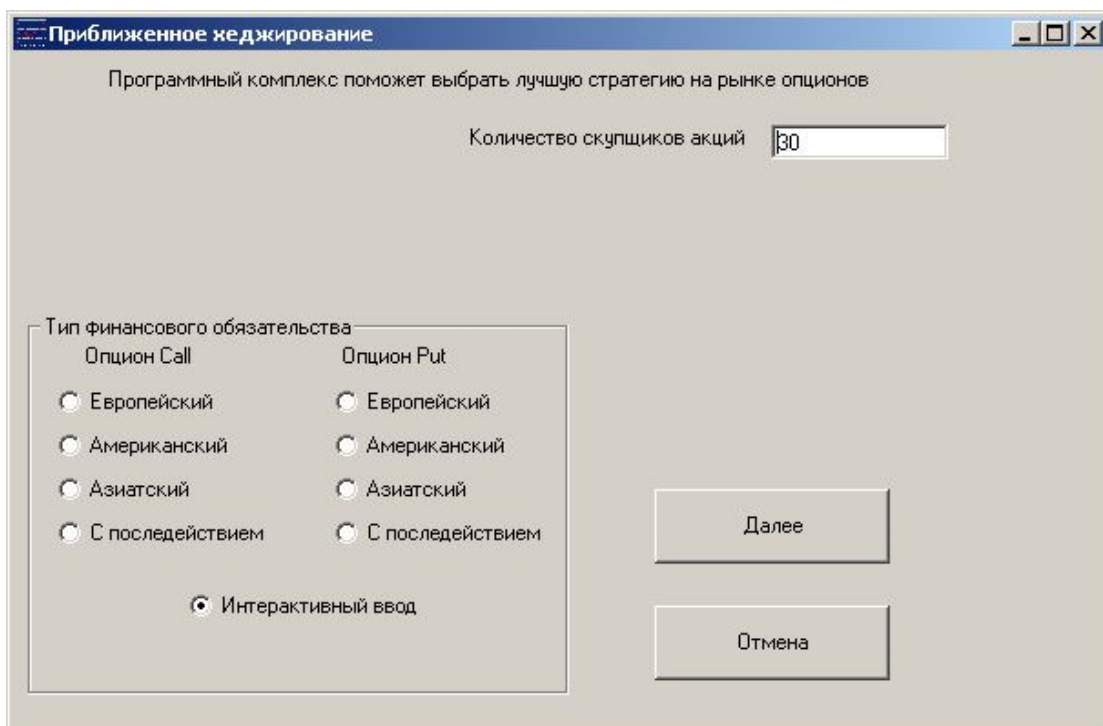 Приближенное хеджирование
Программный комплекс поможет выбрать лучшую стратегию на рынке опционов
Количество скупщиков акций 30
Тип финансового обязательства
Опцион Call Опцион Put
Европейский Европейский
Американский Американский
Азиатский Азиатский
С последействием С последействием
Интерактивный ввод
Далее
Отмена